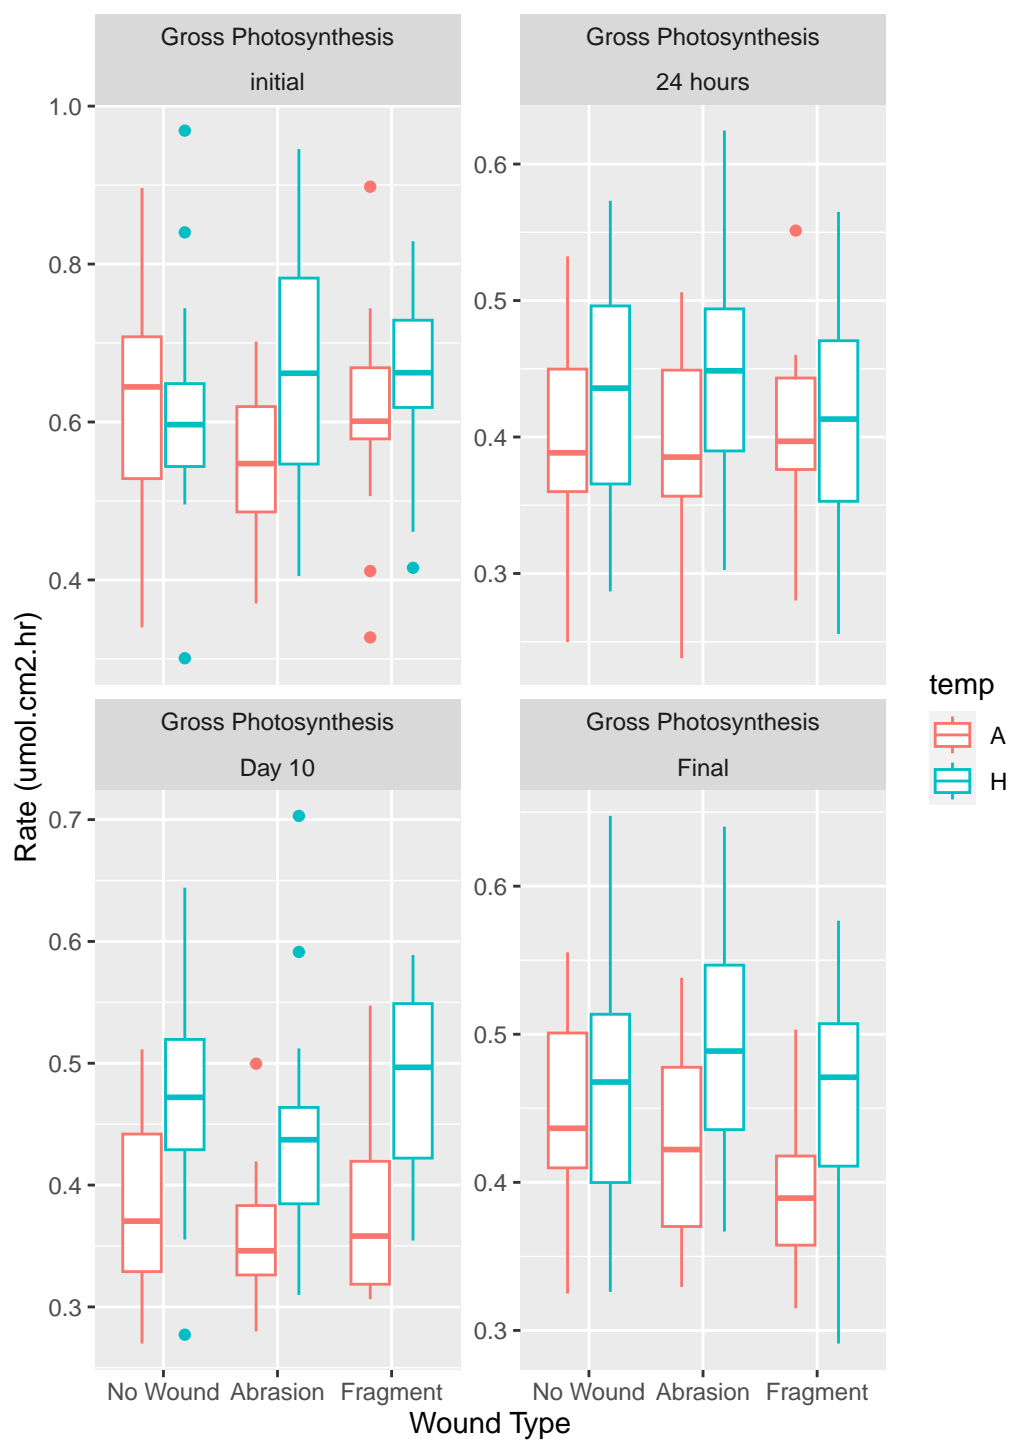 Gross Photosynthesis
initial
Gross Photosynthesis
24 hours
1.0
0.8
0.6
0.4
0.6
0.5
0.4
0.3
Rate (umol.cm2.hr)
Gross Photosynthesis
Day 10
Gross Photosynthesis
Final
0.7
0.6
0.5
0.4
0.3
0.6
0.5
0.4
0.3
No Wound Abrasion Fragment
No Wound Abrasion Fragment
Wound Type
temp
A
H